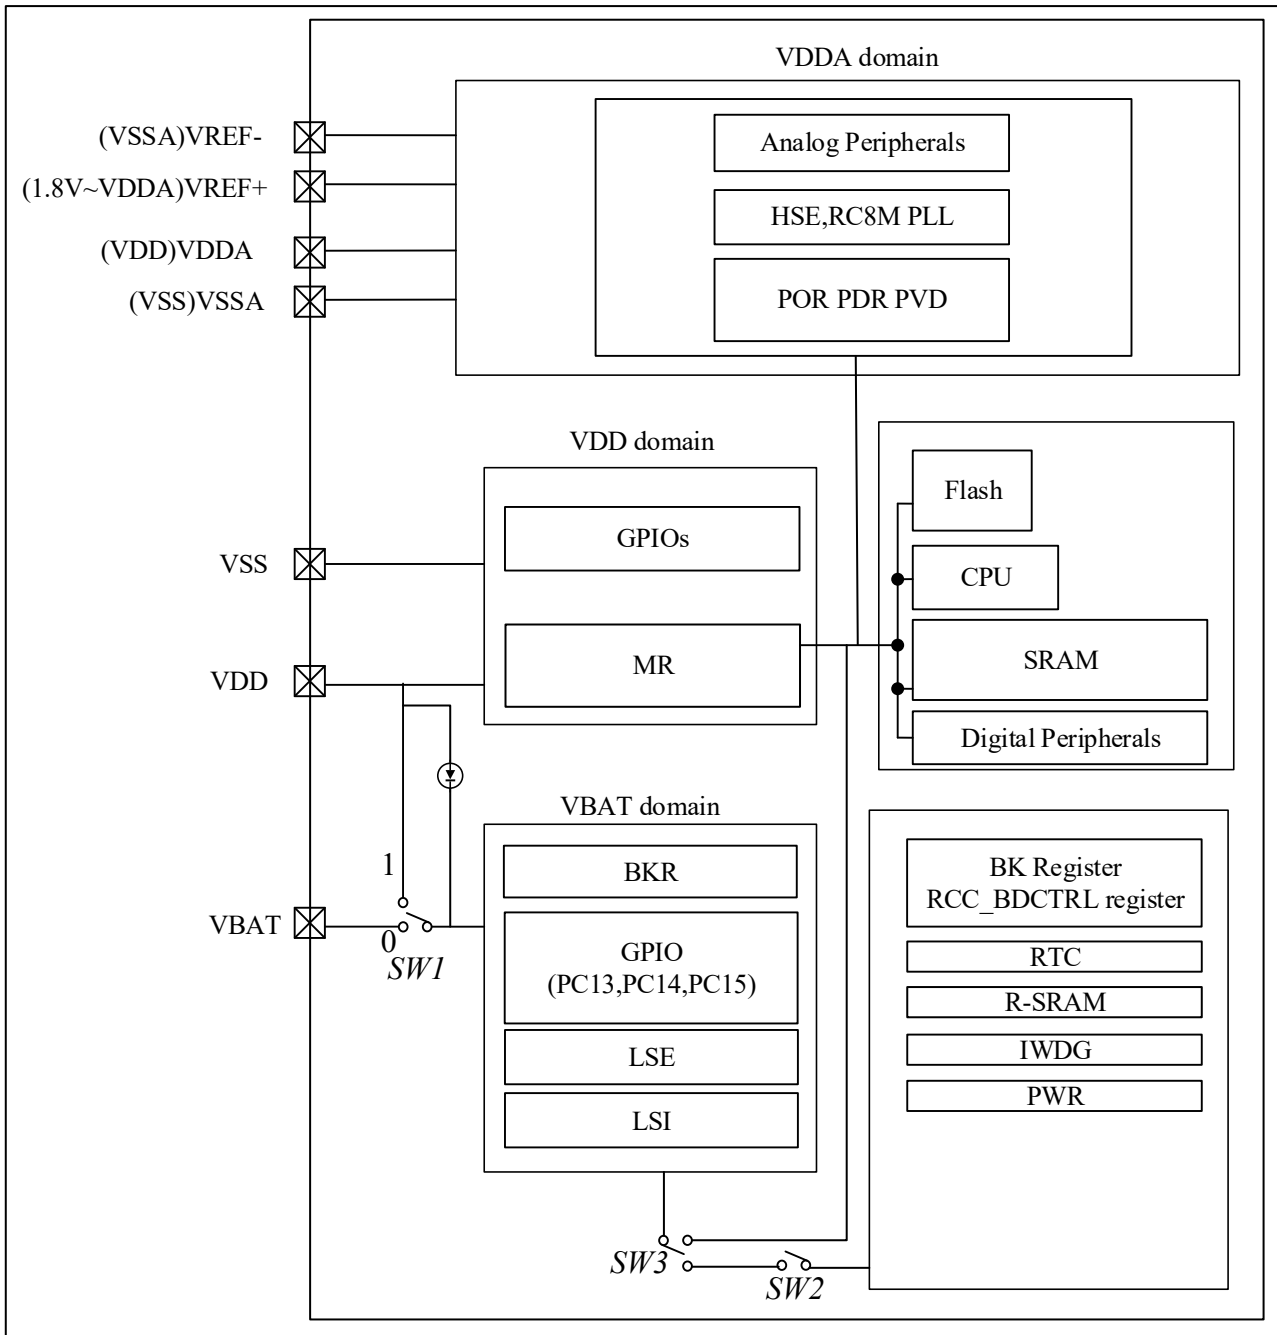 VDDA domain
(VSSA)VREF-
(1.8V~VDDA)VREF+
(VDD)VDDA
(VSS)VSSA
Analog Peripherals
HSE,RC8M PLL
POR PDR PVD
VDD domain
GPIOs
MR
VSS
VDD
Flash
CPU
SRAM
Digital Peripherals
VBAT domain
1
VBAT
0
SW1
BKR
GPIO
(PC13,PC14,PC15)
LSE
LSI
BK Register
RCC_BDCTRL register
RTC
R-SRAM
IWDG
PWR
SW3
SW2